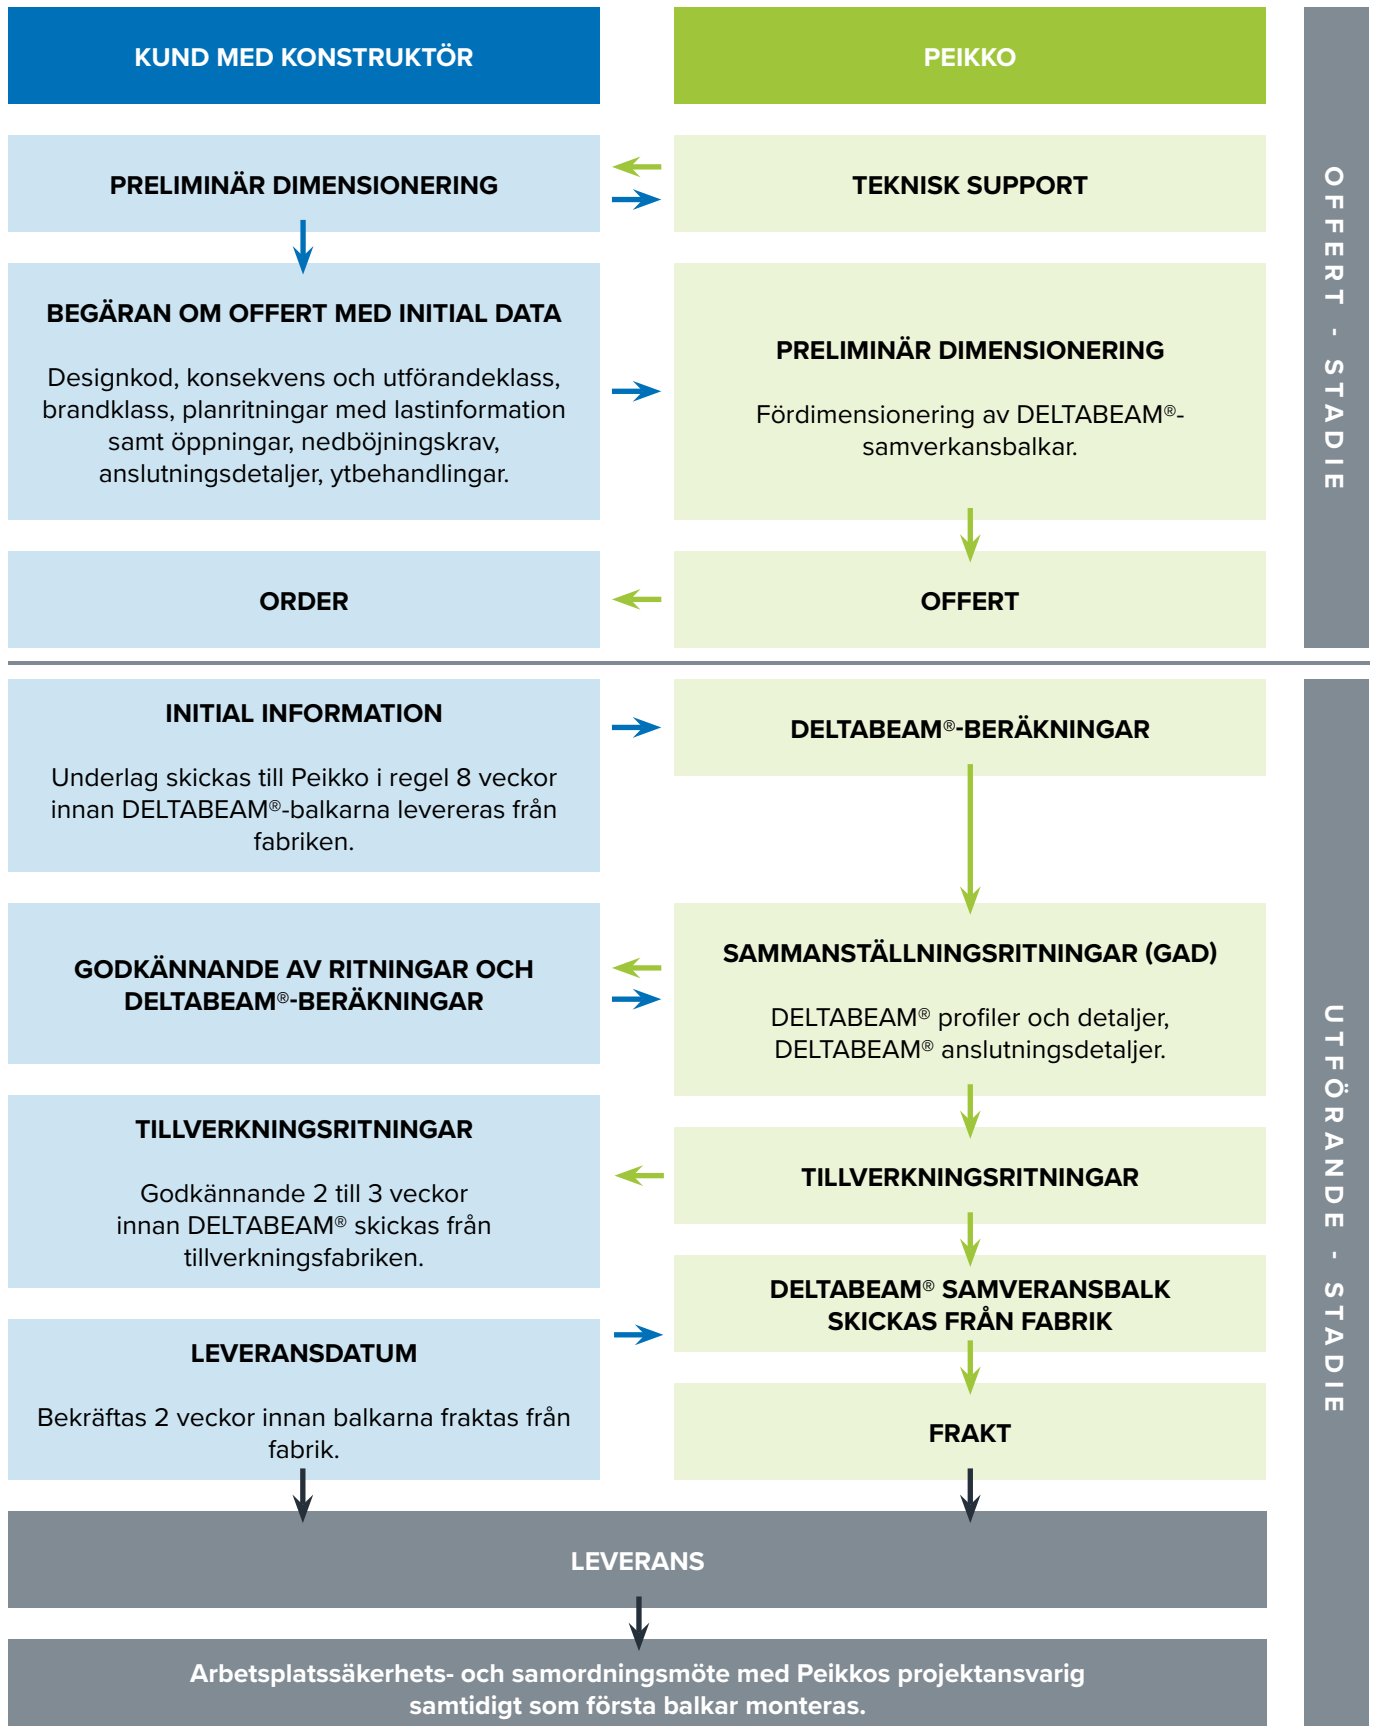 KUND MED KONSTRUKTÖR
PEIKKO
PRELIMINÄR DIMENSIONERING
TEKNISK SUPPORT
BEGÄRAN OM OFFERT MED INITIAL DATA
Designkod, konsekvens och utförandeklass,
brandklass, planritningar med lastinformation
samt öppningar, nedböjningskrav,
anslutningsdetaljer, ytbehandlingar.
PRELIMINÄR DIMENSIONERING
Fördimensionering av DELTABEAM®-
samverkansbalkar.
ORDER
OFFERT
OFFERT - STADIE
INITIAL INFORMATION
Underlag skickas till Peikko i regel 8 veckor
innan DELTABEAM®-balkarna levereras från
fabriken.
DELTABEAM®-BERÄKNINGAR
GODKÄNNANDE AV RITNINGAR OCH
DELTABEAM®-BERÄKNINGAR
SAMMANSTÄLLNINGSRITNINGAR (GAD)
DELTABEAM® profiler och detaljer,
DELTABEAM® anslutningsdetaljer.
TILLVERKNINGSRITNINGAR
Godkännande 2 till 3 veckor
innan DELTABEAM® skickas från
tillverkningsfabriken.
TILLVERKNINGSRITNINGAR
DELTABEAM® SAMVERANSBALK
SKICKAS FRÅN FABRIK
LEVERANSDATUM
Bekräftas 2 veckor innan balkarna fraktas från
fabrik.
FRAKT
LEVERANS
Arbetsplatssäkerhets- och samordningsmöte med Peikkos projektansvarig
samtidigt som första balkar monteras.
UTFÖRANDE - STADIE